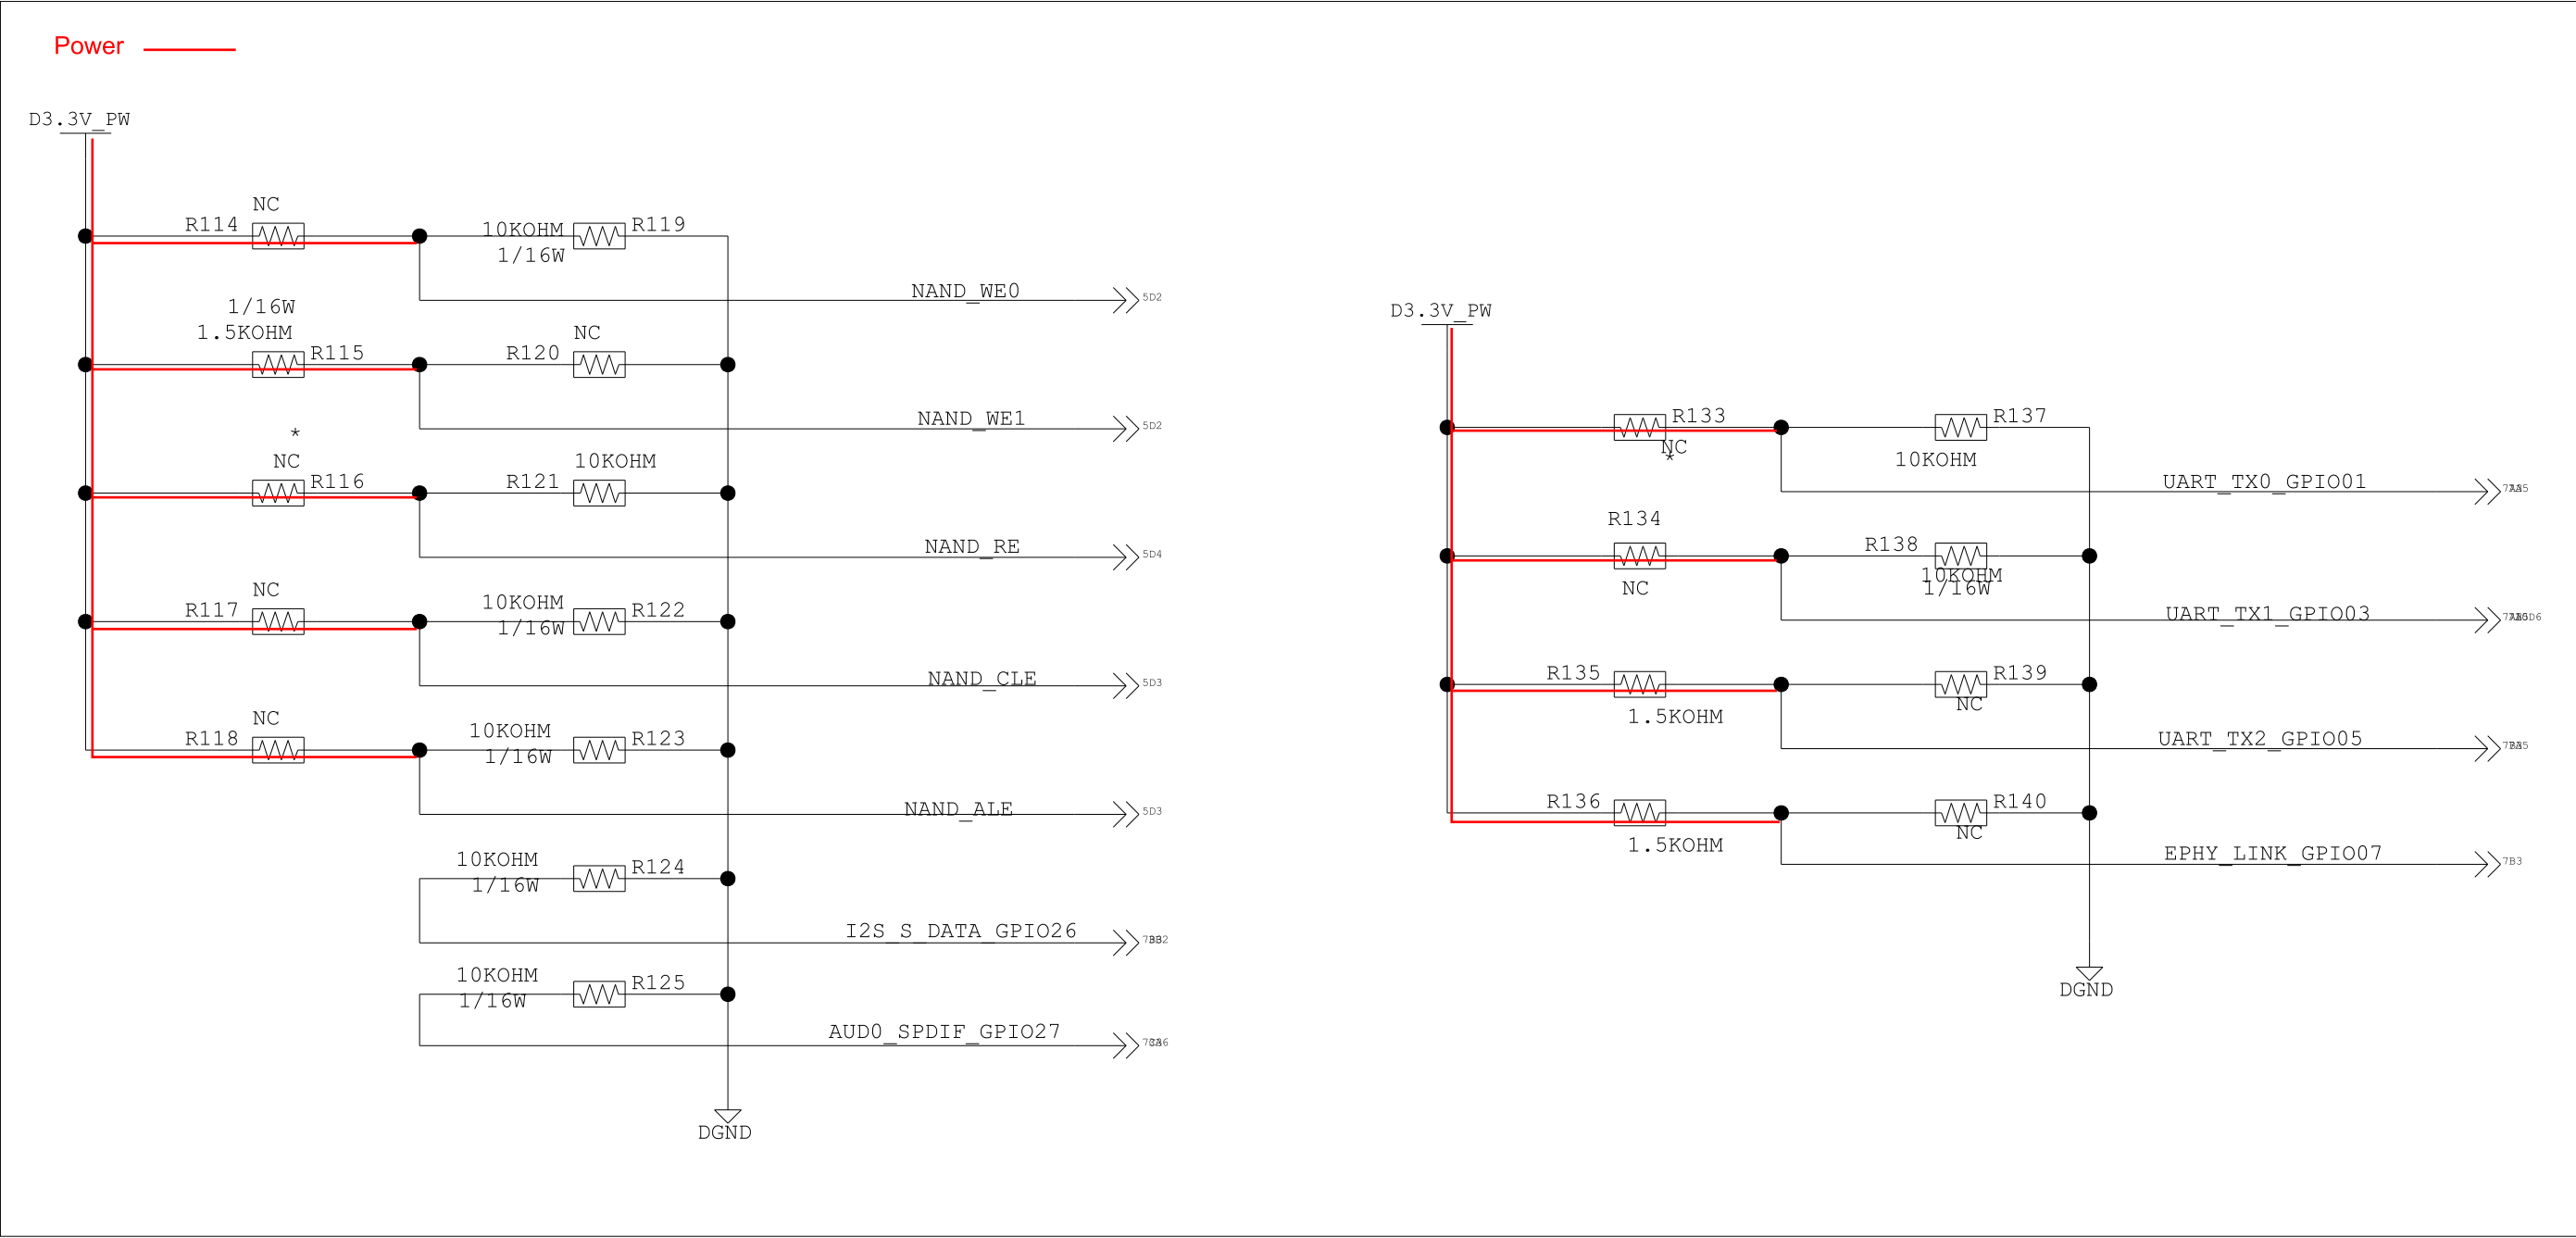 Power
D3.3V_PW
NC
R114
10KOHM
1/16W
R119
NAND_WE0
5D2
1/16W
1.5KOHM
R115
NC
R120
NAND_WE1
5D2
*
NC
R116
10KOHM
R121
NAND_RE
5D4
NC
R117
10KOHM
1/16W
R122
NAND_CLE
5D3
NC
R118
10KOHM
1/16W
R123
NAND_ALE
5D3
10KOHM
1/16W
R124
I2S_S_DATA_GPIO26
10KOHM
1/16W
R125
AUD0_SPDIF_GPIO27
DGND
D3.3V_PW
R133
NC
*
R137
10KOHM
UART_TX0_GPIO01
R134
NC
R138
10KOHM
1/16W
UART_TX1_GPIO03
R135
1.5KOHM
R139
NC
UART_TX2_GPIO05
R136
1.5KOHM
R140
NC
EPHY_LINK_GPIO07
7B3
DGND